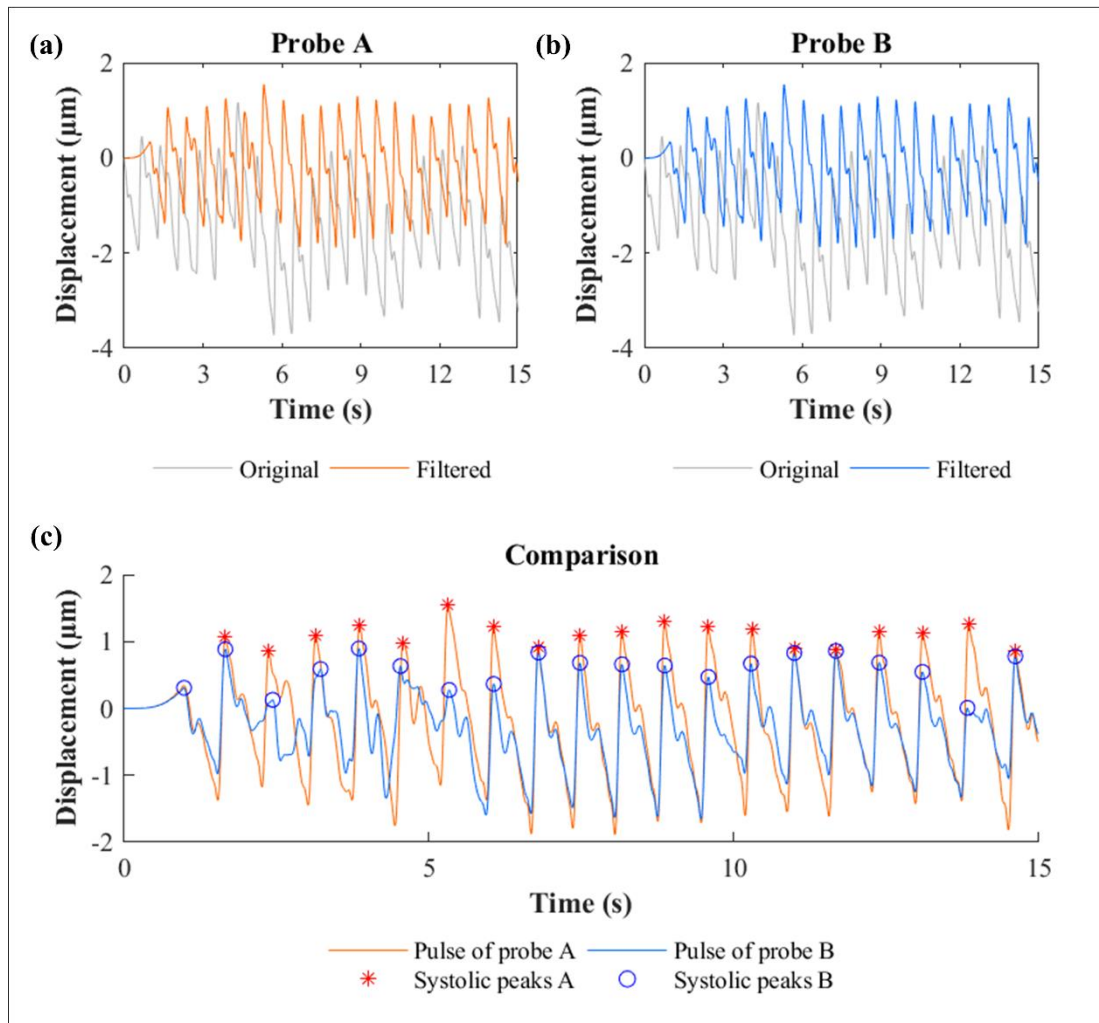 (a)
Probe A
2
0
-2
-4
Displacement (µm)
0 3 6 9 12 15
Time (s)
Original Filtered
(b)
Probe B
2
0
-2
-4
Displacement (µm)
0 3 6 9 12 15
Time (s)
Original Filtered
(c)
Comparison
2
1
0
-1
-2
Displacement (µm)
0 5 10 15
Time (s)
Pulse of probe A Pulse of probe B
Systolic peaks A Systolic peaks B